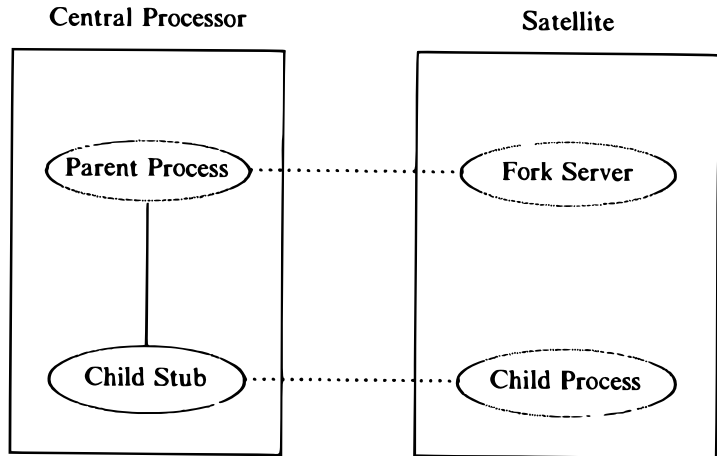 Central Processor
Satellite
Parent Process
Fork Server
Child Stub
Child Process